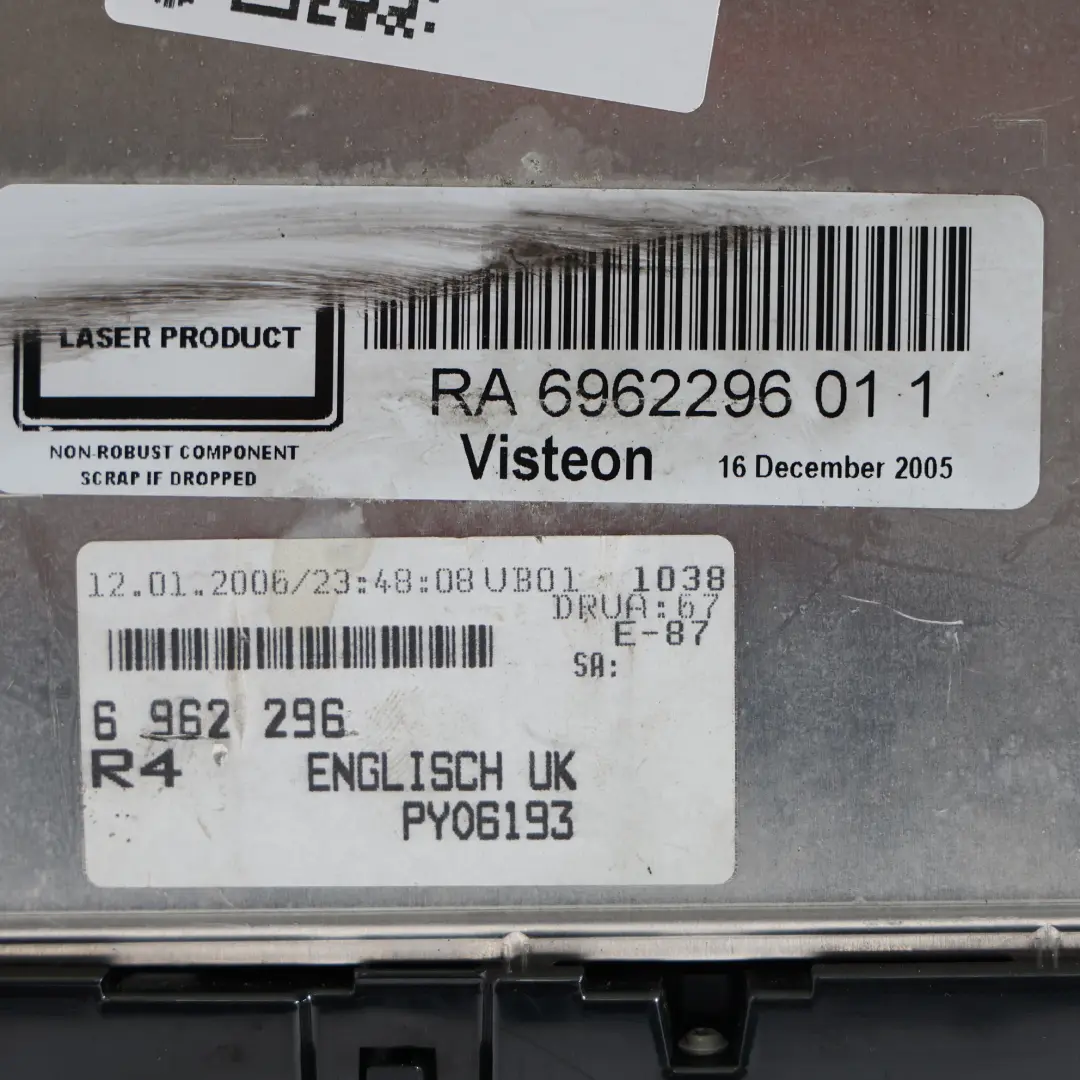 LASER PRODUCT
NON-ROBUST COMPONENT
SCRAP IF DROPPED
RA 6962296 01 1
Visteon 16 December 2005
12.01.2006/23:48:08 UB01 1038
DRUA:67
E-87
SA:
6 962 296
R4 ENGLISCH UK
PY06193